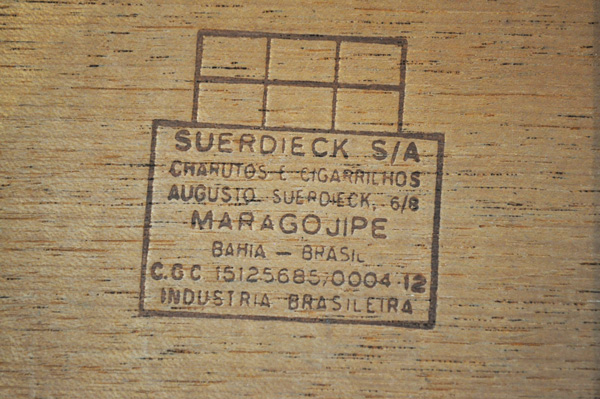 SUERDIECK S/A
CHARUTOS E CIGARRILHOS
AUGUSTO SUERDIECK, 6/8
MARAGOJIPE
BAHIA – BRASIL
C.G.C 15125685/0004-12
INDUSTRIA BRASILEIRA